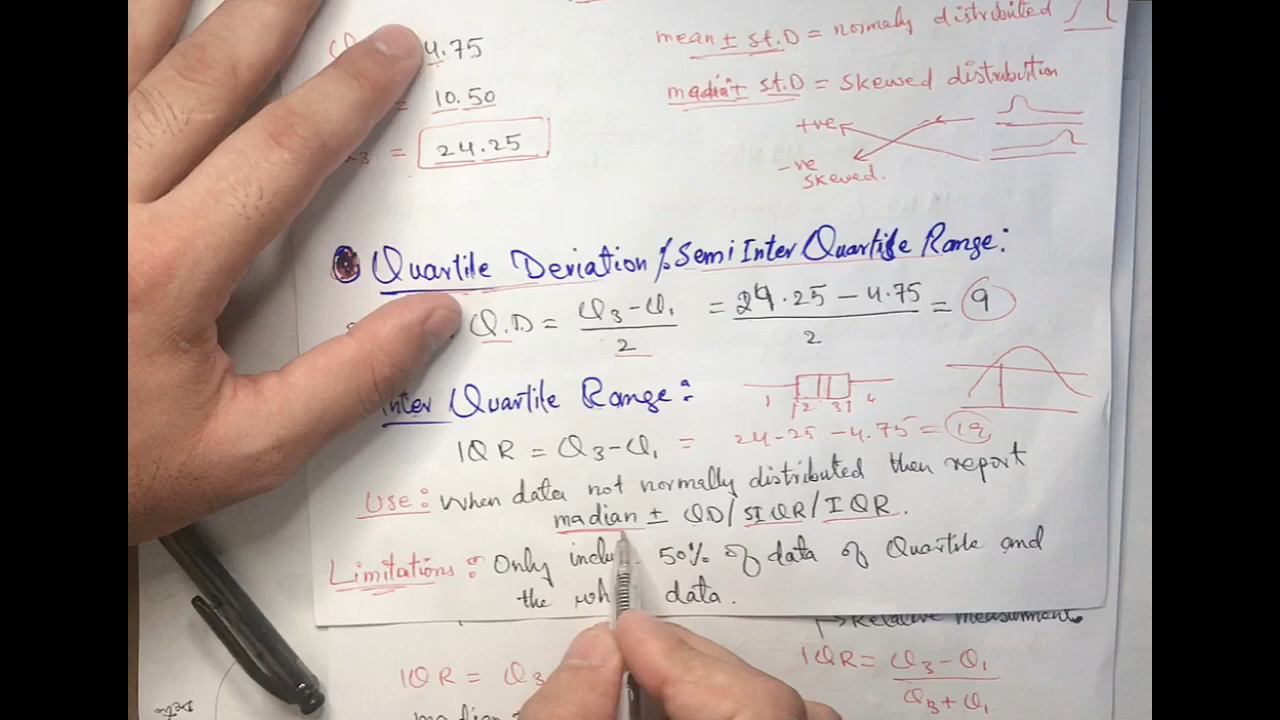 mean ± st.D = normaly distributed
4.75
madian± st.D = skewed distribution
= 10.50
+ve
= 24.25
-ve
skewed.
Quartile Deviation / Semi Inter Quartile Range:
Q.D = Q3-Q1 / 2 = 24.25 - 4.75 / 2 = 9
Inter Quartile Range:
1 2 3 4
IQR = Q3-Q1 = 24-25 - 4.75 = 19
Use: when data not normally distributed then report
madian ± QD/SIQR/IQR.
Limitations: Only 50% of data of Quartile and
the data.
Relative measurment
IQR = Q3
IQR = Q3 - Q1 / Q3 + Q1